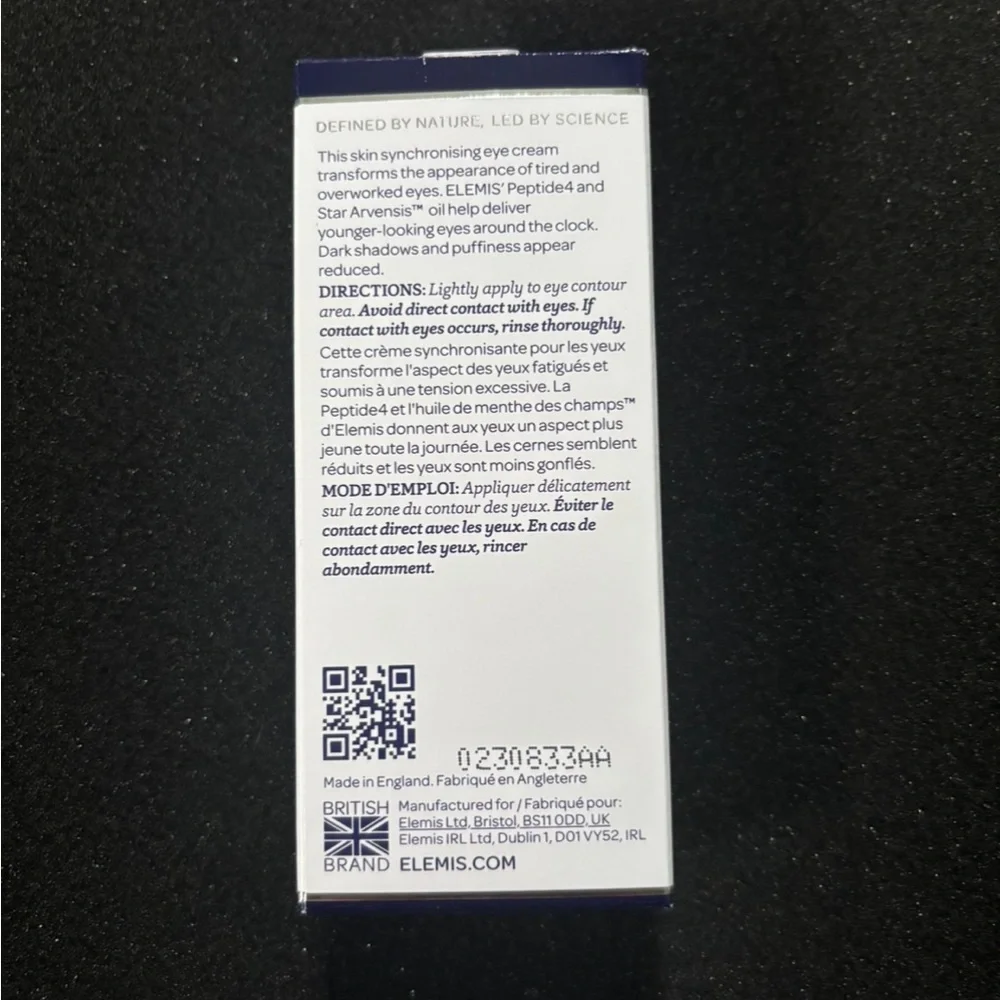 DEFINED BY NATURE, LED BY SCIENCE
This skin synchronising eye cream
transforms the appearance of tired and
overworked eyes. ELEMIS' Peptide4 and
Star Arvensis™ oil help deliver
younger-looking eyes around the clock.
Dark shadows and puffiness appear
reduced.
DIRECTIONS: Lightly apply to eye contour
area. Avoid direct contact with eyes. If
contact with eyes occurs, rinse thoroughly.
Cette crème synchronisante pour les yeux
transforme l'aspect des yeux fatigués et
soumis à une tension excessive. La
Peptide4 et l'huile de menthe des champs™
d'Elemis donnent aux yeux un aspect plus
jeune toute la journée. Les cernes semblent
réduits et les yeux sont moins gonflés.
MODE D'EMPLOI: Appliquer délicatement
sur la zone du contour des yeux. Éviter le
contact direct avec les yeux. En cas de
contact avec les yeux, rincer
abondamment.
0230833AA
Made in England. Fabriqué en Angleterre
BRITISH
BRAND
Manufactured for / Fabriqué pour:
Elemis Ltd, Bristol, BS11 0DD, UK
Elemis IRL Ltd, Dublin 1, D01 VY52, IRL
ELEMIS.COM